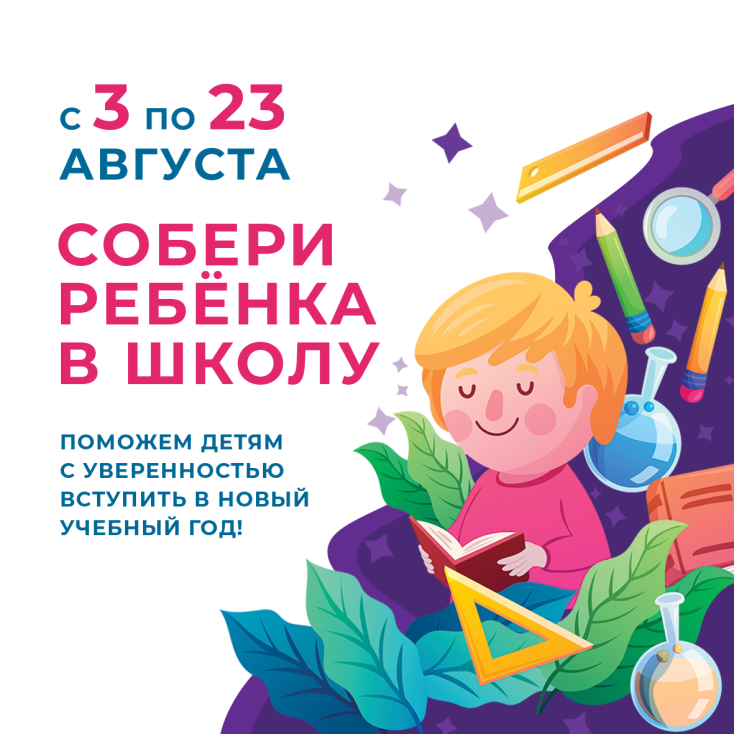 С 3 ПО 23
АВГУСТА
СОБЕРИ
РЕБЁНКА
В ШКОЛУ
ПОМОЖЕМ ДЕТЯМ
С УВЕРЕННОСТЬЮ
ВСТУПИТЬ В НОВЫЙ
УЧЕБНЫЙ ГОД!